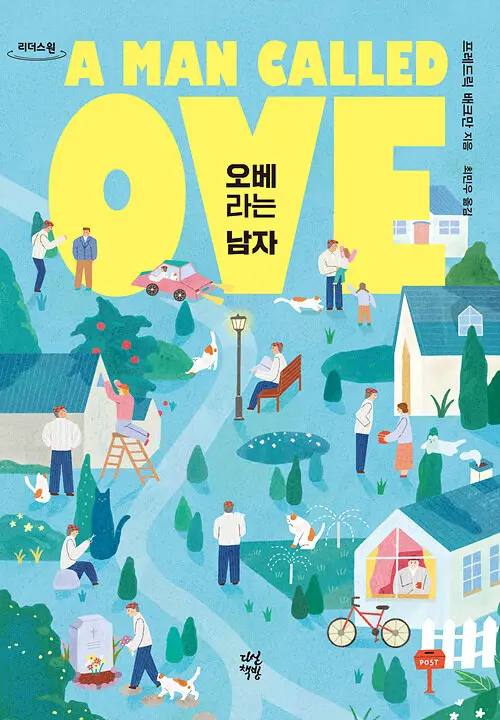 리더스원
A MAN CALLED
OVE
오베
라는
남자
프레드릭 배크만 지음
최민우 옮김
POST
다산
책방